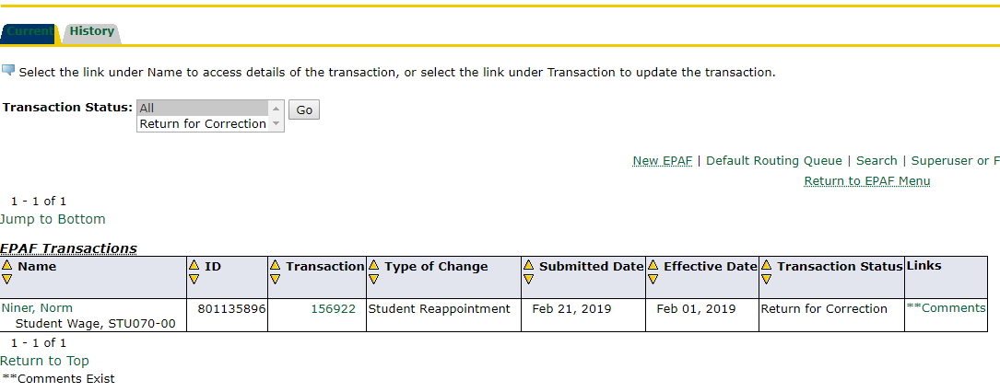 Current History
Select the link under Name to access details of the transaction, or select the link under Transaction to update the transaction.
Transaction Status: All Go
Return for Correction
New EPAF | Default Routing Queue | Search | Superuser or F
Return to EPAF Menu
1 - 1 of 1
Jump to Bottom
EPAF Transactions
Name ID Transaction Type of Change Submitted Date Effective Date Transaction Status Links
Niner, Norm 801135896 156922 Student Reappointment Feb 21, 2019 Feb 01, 2019 Return for Correction **Comments
Student Wage, STU070-00
1 - 1 of 1
Return to Top
**Comments Exist